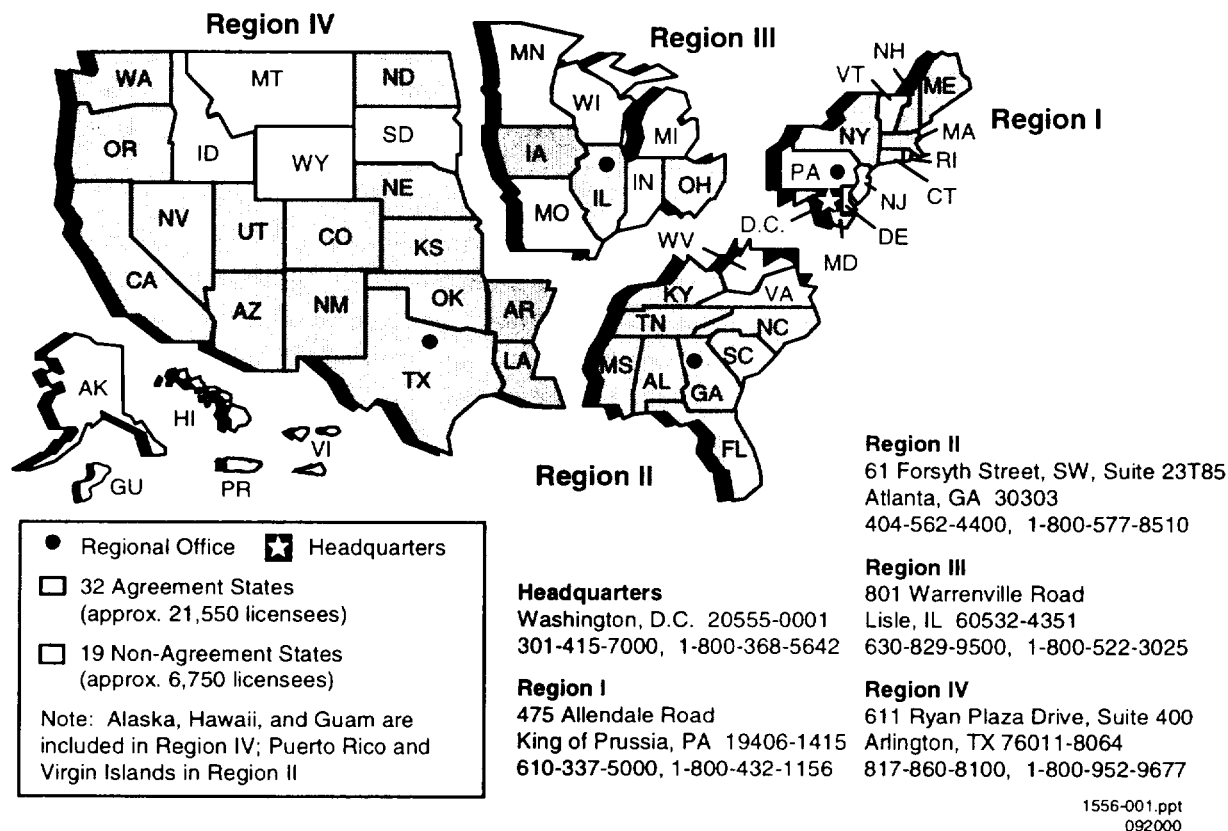 Region IV
Region III
Region I
WA
MT
ND
MN
OR
ID
WY
SD
WI
MI
IA
NE
IL
IN
OH
MO
NV
UT
CO
KS
CA
AZ
NM
OK
AR
TX
LA
AK
HI
GU
PR
VI
NH
VT
ME
NY
MA
RI
CT
PA
NJ
DE
D.C.
MD
WV
KY
VA
TN
NC
SC
MS
AL
GA
FL
Region II
Regional Office
Headquarters
32 Agreement States
(approx. 21,550 licensees)
19 Non-Agreement States
(approx. 6,750 licensees)
Note: Alaska, Hawaii, and Guam are
included in Region IV; Puerto Rico and
Virgin Islands in Region II
Headquarters
Washington, D.C. 20555-0001
301-415-7000, 1-800-368-5642
Region I
475 Allendale Road
King of Prussia, PA 19406-1415
610-337-5000, 1-800-432-1156
Region II
61 Forsyth Street, SW, Suite 23T85
Atlanta, GA 30303
404-562-4400, 1-800-577-8510
Region III
801 Warrenville Road
Lisle, IL 60532-4351
630-829-9500, 1-800-522-3025
Region IV
611 Ryan Plaza Drive, Suite 400
Arlington, TX 76011-8064
817-860-8100, 1-800-952-9677
1556-001.ppt
092000